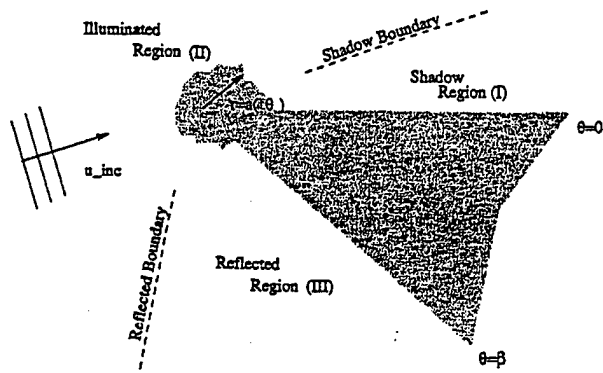 Illuminated
Region (II)
Shadow Boundary
Shadow
Region (I)
θ=0
u_inc
Reflected Boundary
Reflected
Region (III)
θ=β